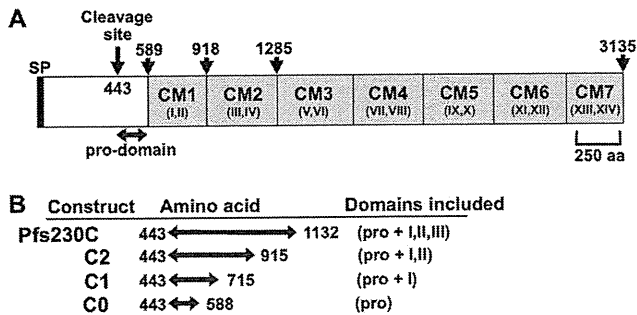 A
Cleavage site
589 918 1285 3135
SP
443
CM1 CM2 CM3 CM4 CM5 CM6 CM7
(I,II) (III,IV) (V,VI) (VII,VIII) (IX,X) (XI,XII) (XIII,XIV)
pro-domain
250 aa
B
Construct Amino acid Domains included
Pfs230C 443 1132 (pro + I,II,III)
C2 443 915 (pro + I,II)
C1 443 715 (pro + I)
C0 443 588 (pro)